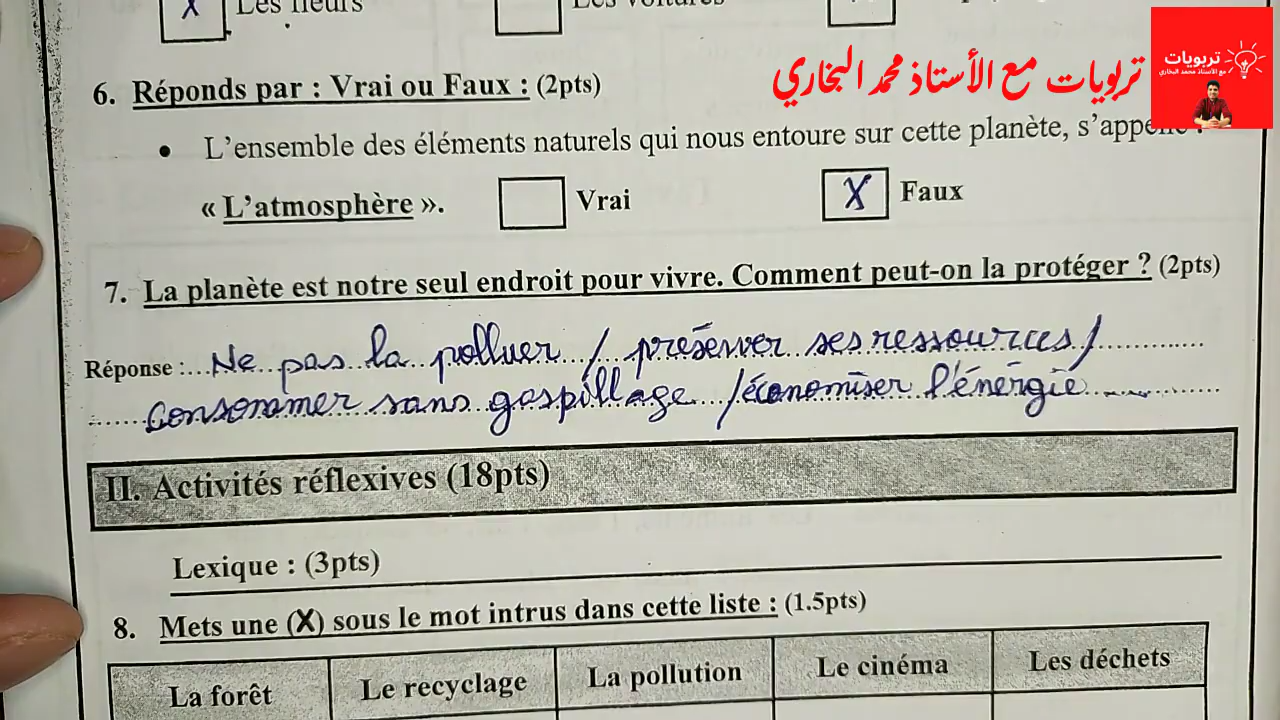 X Les fleurs
تربويات مع الأستاذ محمد البخاري
تربويات
مع الأستاذ محمد البخاري
6. Réponds par : Vrai ou Faux : (2pts)
• L'ensemble des éléments naturels qui nous entoure sur cette planète, s'appelle :
« L'atmosphère ». Vrai X Faux
7. La planète est notre seul endroit pour vivre. Comment peut-on la protéger ? (2pts)
Réponse :... Ne pas la polluer / préserver ses ressources /
consommer sans gaspillage / économiser l'énergie
II. Activités réflexives (18pts)
Lexique : (3pts)
8. Mets une (X) sous le mot intrus dans cette liste : (1.5pts)
La forêt Le recyclage La pollution Le cinéma Les déchets